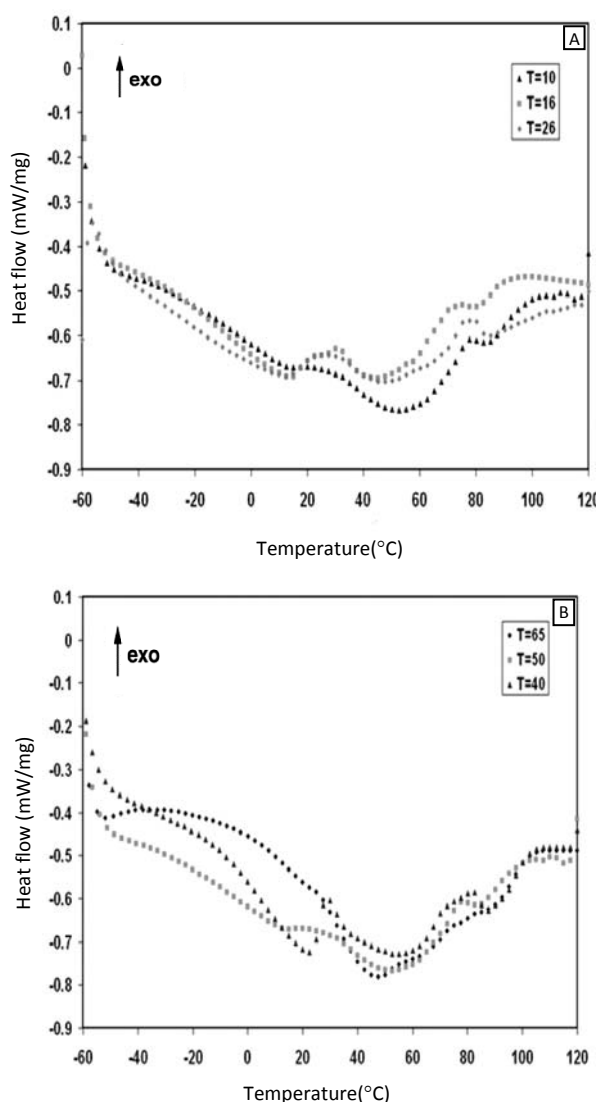 A
0.1
0
-0.1
-0.2
-0.3
-0.4
-0.5
-0.6
-0.7
-0.8
-0.9
Heat flow (mW/mg)
exo
T=10
T=16
T=26
-60 -40 -20 0 20 40 60 80 100 120
Temperature(°C)
B
0.1
0
-0.1
-0.2
-0.3
-0.4
-0.5
-0.6
-0.7
-0.8
-0.9
Heat flow (mW/mg)
exo
T=65
T=50
T=40
-60 -40 -20 0 20 40 60 80 100 120
Temperature(°C)